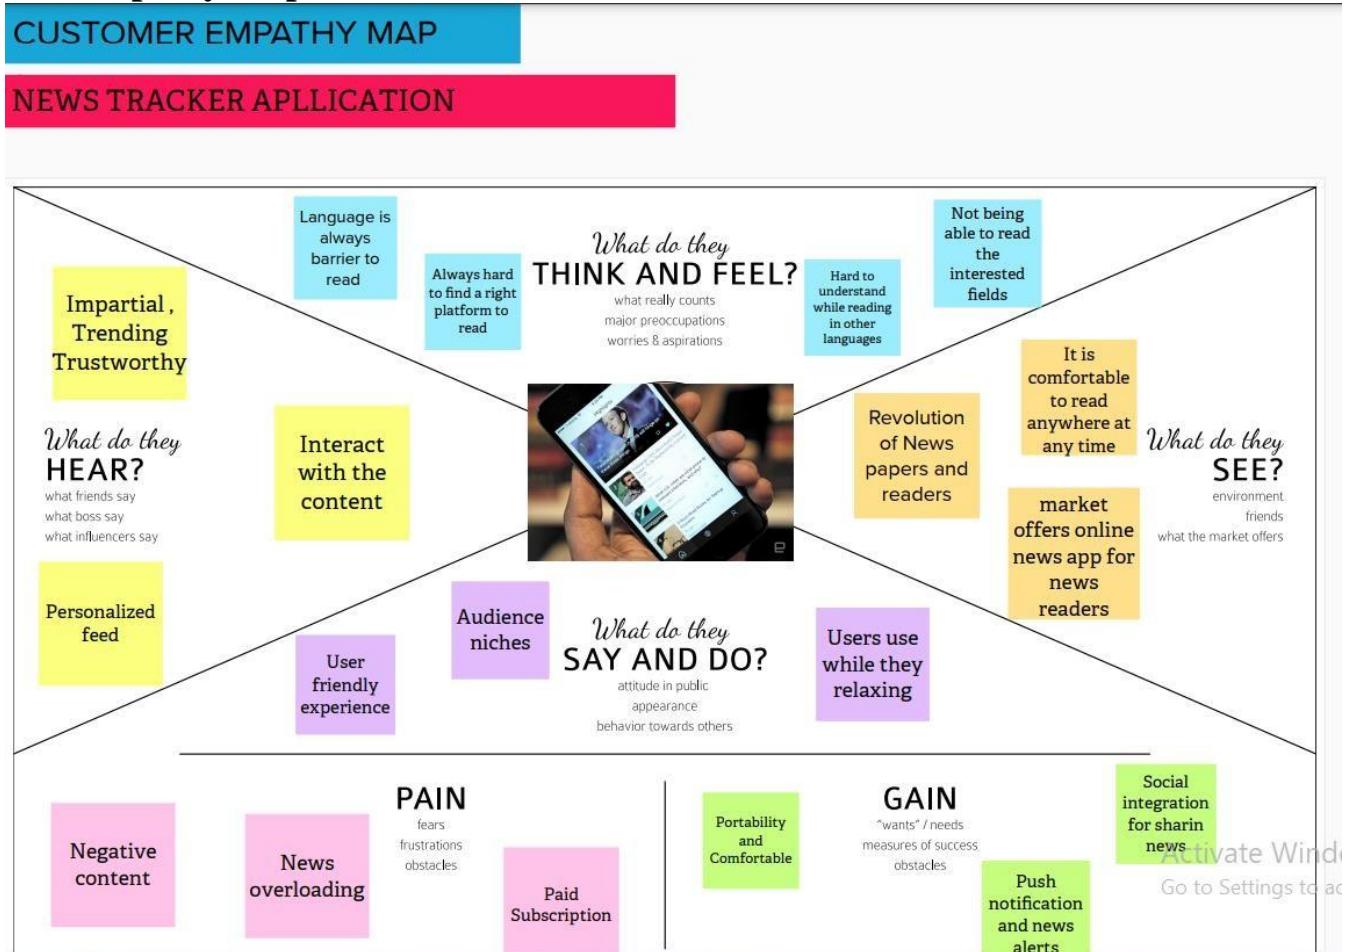 CUSTOMER EMPATHY MAP
NEWS TRACKER APLLICATION
Language is
always
barrier to
read
Always hard
to find a right
platform to
read
What do they
THINK AND FEEL?
what really counts
major preoccupations
worries & aspirations
Hard to
understand
while reading
in other
languages
Not being
able to read
the
interested
fields
Impartial ,
Trending
Trustworthy
What do they
HEAR?
what friends say
what boss say
what influencers say
Interact
with the
content
Personalized
feed
Highlights
Revolution
of News
papers and
readers
It is
comfortable
to read
anywhere at
any time
What do they
SEE?
environment
friends
what the market offers
market
offers online
news app for
news
readers
User
friendly
experience
Audience
niches
What do they
SAY AND DO?
attitude in public
appearance
behavior towards others
Users use
while they
relaxing
PAIN
fears
frustrations
obstacles
Negative
content
News
overloading
Paid
Subscription
GAIN
"wants" / needs
measures of success
obstacles
Portability
and
Comfortable
Social
integration
for sharin
news
Push
notification
and news
alerts
Activate Wind
Go to Settings to ac